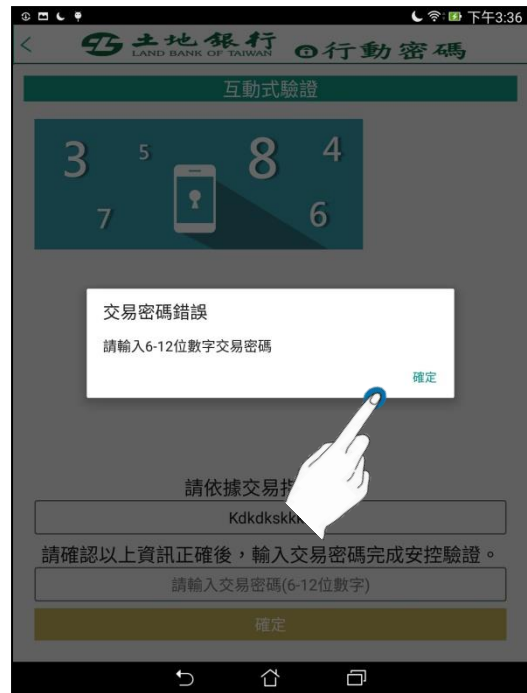 下午3:36
土地銀行
LAND BANK OF TAIWAN
行動密碼
互動式驗證
3 5 8 4
7 6
交易密碼錯誤
請輸入6-12位數字交易密碼
確定
請依據交易指
Kdkdkskk
請確認以上資訊正確後，輸入交易密碼完成安控驗證。
請輸入交易密碼(6-12位數字)
確定